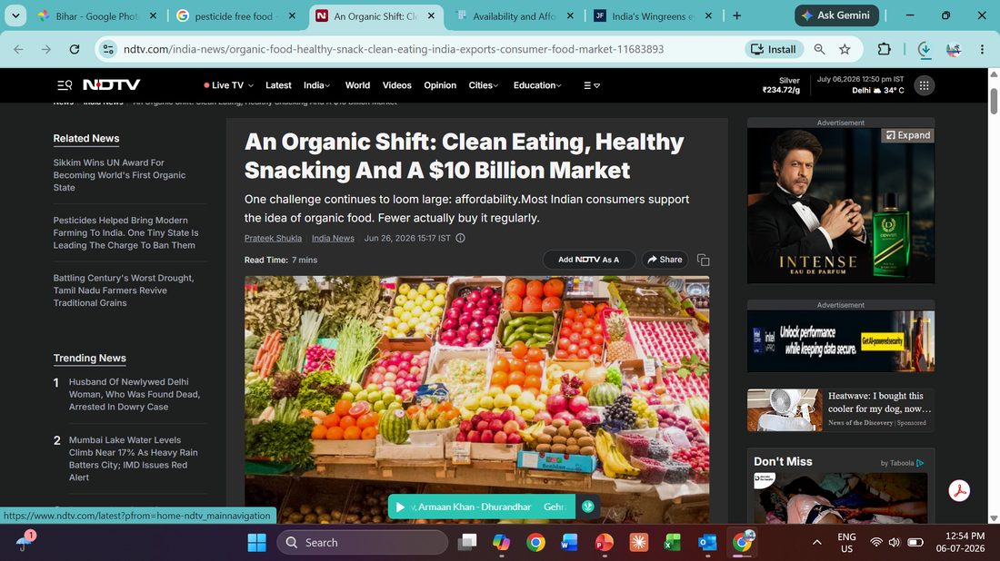 Bihar - Google Phot
pesticide free food -
An Organic Shift: Cle
Availability and Affo
India's Wingreens e
Ask Gemini
ndtv.com/india-news/organic-food-healthy-snack-clean-eating-india-exports-consumer-food-market-11683893
Install
NDTV
Live TV
Latest
India
World
Videos
Opinion
Cities
Education
Silver
₹234.72/g
July 06,2026 12:50 pm IST
Delhi 34° C
News India News An Organic Shift: Clean Eating, Healthy Snacking And A $10 Billion Market
Related News
Sikkim Wins UN Award For
Becoming World's First Organic
State
Pesticides Helped Bring Modern
Farming To India. One Tiny State Is
Leading The Charge To Ban Them
Battling Century's Worst Drought,
Tamil Nadu Farmers Revive
Traditional Grains
Trending News
1 Husband Of Newlywed Delhi
Woman, Who Was Found Dead,
Arrested In Dowry Case
2 Mumbai Lake Water Levels
Climb Near 17% As Heavy Rain
Batters City; IMD Issues Red
Alert
An Organic Shift: Clean Eating, Healthy
Snacking And A $10 Billion Market
One challenge continues to loom large: affordability.Most Indian consumers support
the idea of organic food. Fewer actually buy it regularly.
Prateek Shukla India News Jun 26, 2026 15:17 IST
Read Time: 7 mins
Add NDTV As A
Share
v, Armaan Khan - Dhurandhar Gehr
Advertisement
Expand
DENVER
INTENSE
EAU DE PARFUM
Advertisement
intel
vPRO
Unlock performance
while keeping data secure.
Get AI-powered security
Heatwave: I bought this
cooler for my dog, now…
News of the Discovery | Sponsored
Don't Miss
by Taboola
https://www.ndtv.com/latest?pfrom=home-ndtv_mainnavigation
1
Search
ENG
US
12:54 PM
06-07-2026